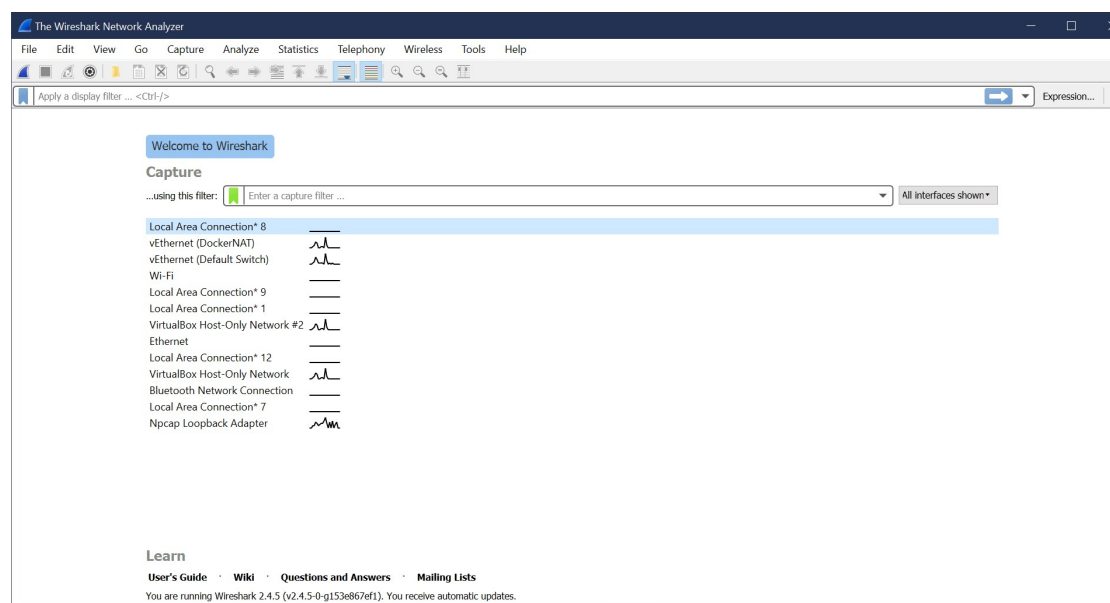 The Wireshark Network Analyzer
File Edit View Go Capture Analyze Statistics Telephony Wireless Tools Help
Apply a display filter ... <Ctrl-/> Expression...
Welcome to Wireshark
Capture
...using this filter: Enter a capture filter ... All interfaces shown
Local Area Connection* 8
vEthernet (DockerNAT)
vEthernet (Default Switch)
Wi-Fi
Local Area Connection* 9
Local Area Connection* 1
VirtualBox Host-Only Network #2
Ethernet
Local Area Connection* 12
VirtualBox Host-Only Network
Bluetooth Network Connection
Local Area Connection* 7
Npcap Loopback Adapter
Learn
User's Guide · Wiki · Questions and Answers · Mailing Lists
You are running Wireshark 2.4.5 (v2.4.5-0-g153e867ef1). You receive automatic updates.